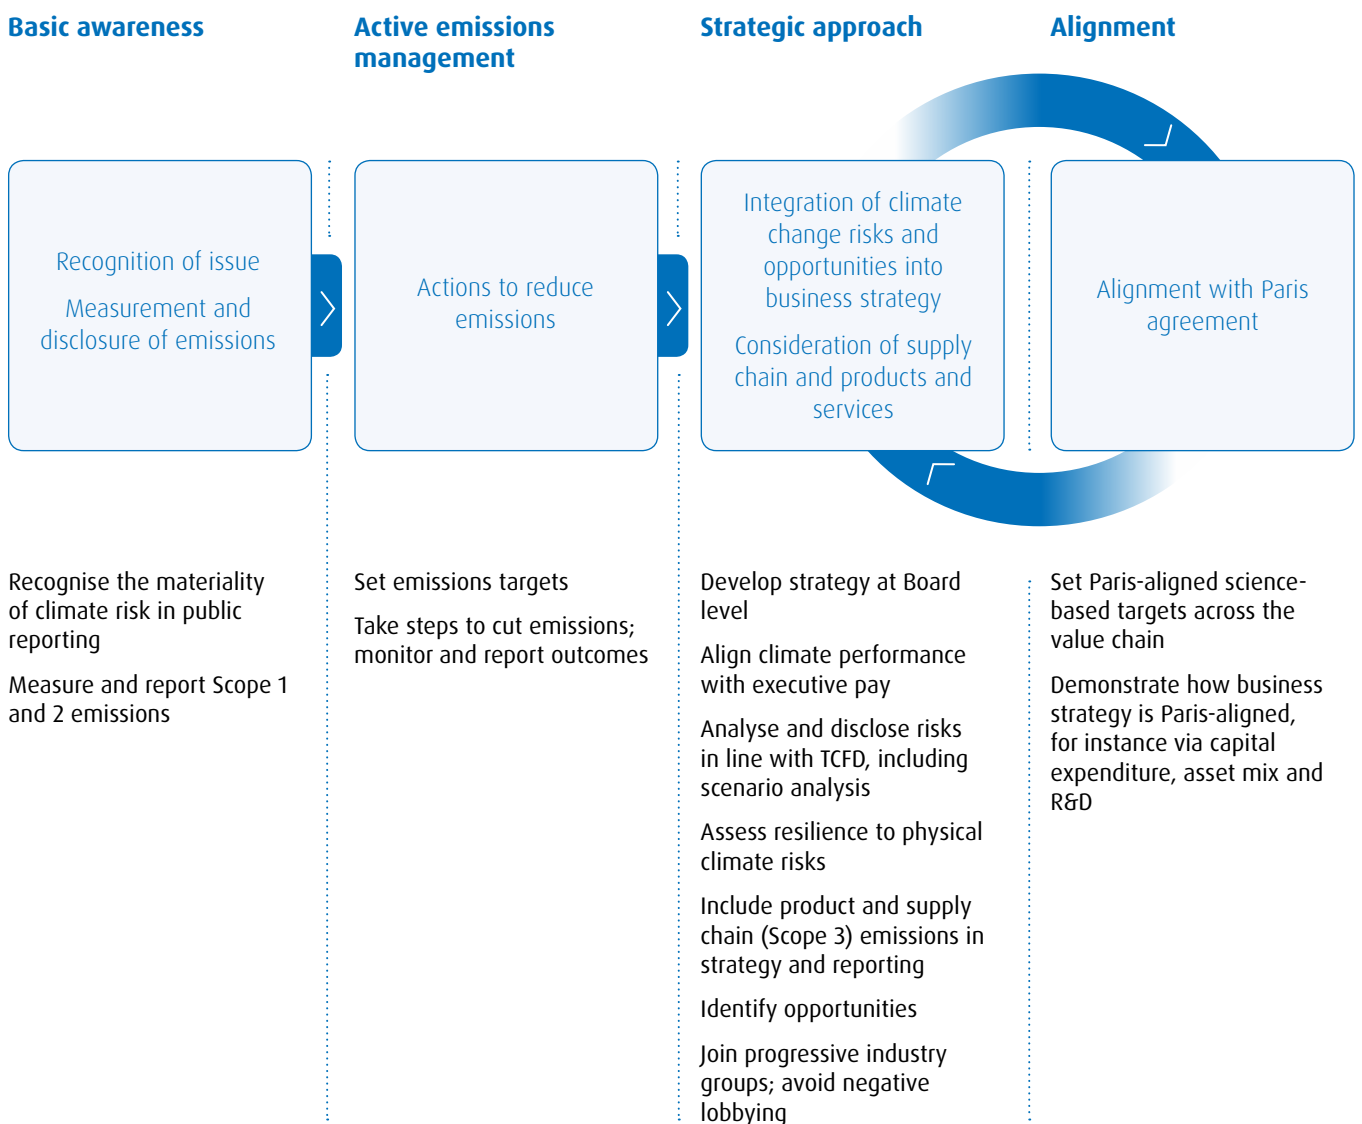 Basic awareness
Active emissions
management
Strategic approach
Alignment
Recognition of issue
Measurement and
disclosure of emissions
Actions to reduce
emissions
Integration of climate
change risks and
opportunities into
business strategy
Consideration of supply
chain and products and
services
Alignment with Paris
agreement
Recognise the materiality
of climate risk in public
reporting
Measure and report Scope 1
and 2 emissions
Set emissions targets
Take steps to cut emissions;
monitor and report outcomes
Develop strategy at Board
level
Align climate performance
with executive pay
Analyse and disclose risks
in line with TCFD, including
scenario analysis
Assess resilience to physical
climate risks
Include product and supply
chain (Scope 3) emissions in
strategy and reporting
Identify opportunities
Join progressive industry
groups; avoid negative
lobbying
Set Paris-aligned science-
based targets across the
value chain
Demonstrate how business
strategy is Paris-aligned,
for instance via capital
expenditure, asset mix and
R&D